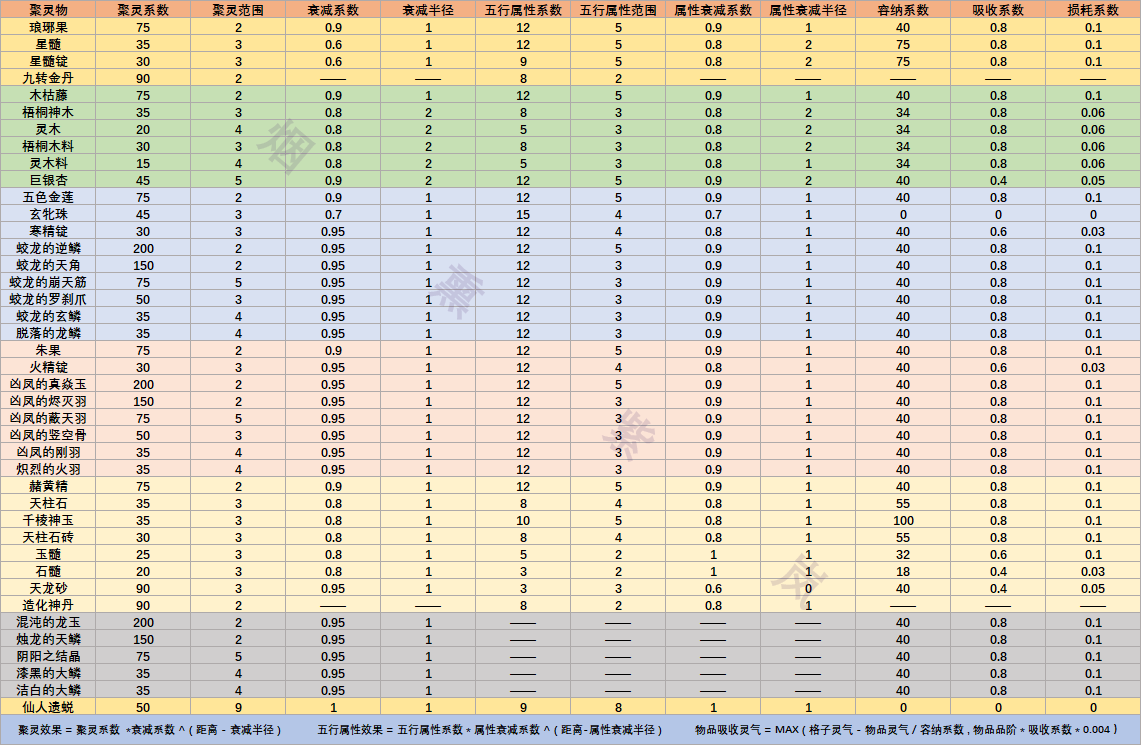 聚灵物 聚灵系数 聚灵范围 衰减系数 衰减半径 五行属性系数 五行属性范围 属性衰减系数 属性衰减半径 容纳系数 吸收系数 损耗系数
琅琊果 75 2 0.9 1 12 5 0.9 1 40 0.8 0.1
星髓 35 3 0.6 1 12 5 0.8 2 75 0.8 0.1
星髓锭 30 3 0.6 1 9 5 0.8 2 75 0.8 0.1
九转金丹 90 2 —— —— 8 2 —— —— —— —— ——
木枯藤 75 2 0.9 1 12 5 0.9 1 40 0.8 0.1
梧桐神木 35 3 0.8 2 8 3 0.8 2 34 0.8 0.06
灵木 20 4 0.8 2 5 3 0.8 2 34 0.8 0.06
梧桐木料 30 3 0.8 2 8 3 0.8 2 34 0.8 0.06
灵木料 15 4 0.8 2 5 3 0.8 1 34 0.8 0.06
巨银杏 45 5 0.9 2 12 5 0.9 2 40 0.4 0.05
五色金莲 75 2 0.9 1 12 5 0.9 1 40 0.8 0.1
玄牝珠 45 3 0.7 1 15 4 0.7 1 0 0 0
寒精锭 30 3 0.95 1 12 4 0.8 1 40 0.6 0.03
蛟龙的逆鳞 200 2 0.95 1 12 5 0.9 1 40 0.8 0.1
蛟龙的天角 150 2 0.95 1 12 3 0.9 1 40 0.8 0.1
蛟龙的崩天筋 75 5 0.95 1 12 3 0.9 1 40 0.8 0.1
蛟龙的罗刹爪 50 3 0.95 1 12 3 0.9 1 40 0.8 0.1
蛟龙的玄鳞 35 4 0.95 1 12 3 0.9 1 40 0.8 0.1
脱落的龙鳞 35 4 0.95 1 12 3 0.9 1 40 0.8 0.1
朱果 75 2 0.9 1 12 5 0.9 1 40 0.8 0.1
火精锭 30 3 0.95 1 12 4 0.8 1 40 0.6 0.03
凶凤的真焱玉 200 2 0.95 1 12 5 0.9 1 40 0.8 0.1
凶凤的烬灭羽 150 2 0.95 1 12 3 0.9 1 40 0.8 0.1
凶凤的蔽天羽 75 5 0.95 1 12 3 0.9 1 40 0.8 0.1
凶凤的竖空骨 50 3 0.95 1 12 3 0.9 1 40 0.8 0.1
凶凤的刚羽 35 4 0.95 1 12 3 0.9 1 40 0.8 0.1
炽烈的火羽 35 4 0.95 1 12 3 0.9 1 40 0.8 0.1
赭黄精 75 2 0.9 1 12 5 0.9 1 40 0.8 0.1
天柱石 35 3 0.8 1 8 4 0.8 1 55 0.8 0.1
千棱神玉 35 3 0.8 1 10 5 0.8 1 100 0.8 0.1
天柱石砖 30 3 0.8 1 8 4 0.8 1 55 0.8 0.1
玉髓 25 3 0.8 1 5 2 1 1 32 0.6 0.1
石髓 20 3 0.8 1 3 2 1 1 18 0.4 0.03
天龙砂 90 3 0.95 1 3 3 0.6 0 40 0.4 0.05
造化神丹 90 2 —— —— 8 2 0.8 1 —— —— ——
混沌的龙玉 200 2 0.95 1 —— —— —— —— 40 0.8 0.1
烛龙的天鳞 150 2 0.95 1 —— —— —— —— 40 0.8 0.1
阴阳之结晶 75 5 0.95 1 —— —— —— —— 40 0.8 0.1
漆黑的大鳞 35 4 0.95 1 —— —— —— —— 40 0.8 0.1
洁白的大鳞 35 4 0.95 1 —— —— —— —— 40 0.8 0.1
仙人遗蜕 50 9 1 1 9 8 1 1 0 0 0
聚灵效果 = 聚灵系数 *衰减系数 ^ ( 距离 - 衰减半径 ) 五行属性效果 = 五行属性系数 * 属性衰减系数 ^ ( 距离-属性衰减半径 ) 物品吸收灵气 = MAX ( 格子灵气 - 物品灵气 / 容纳系数 , 物品品阶 * 吸收系数 * 0.004 )
烟
熏
紫
岚